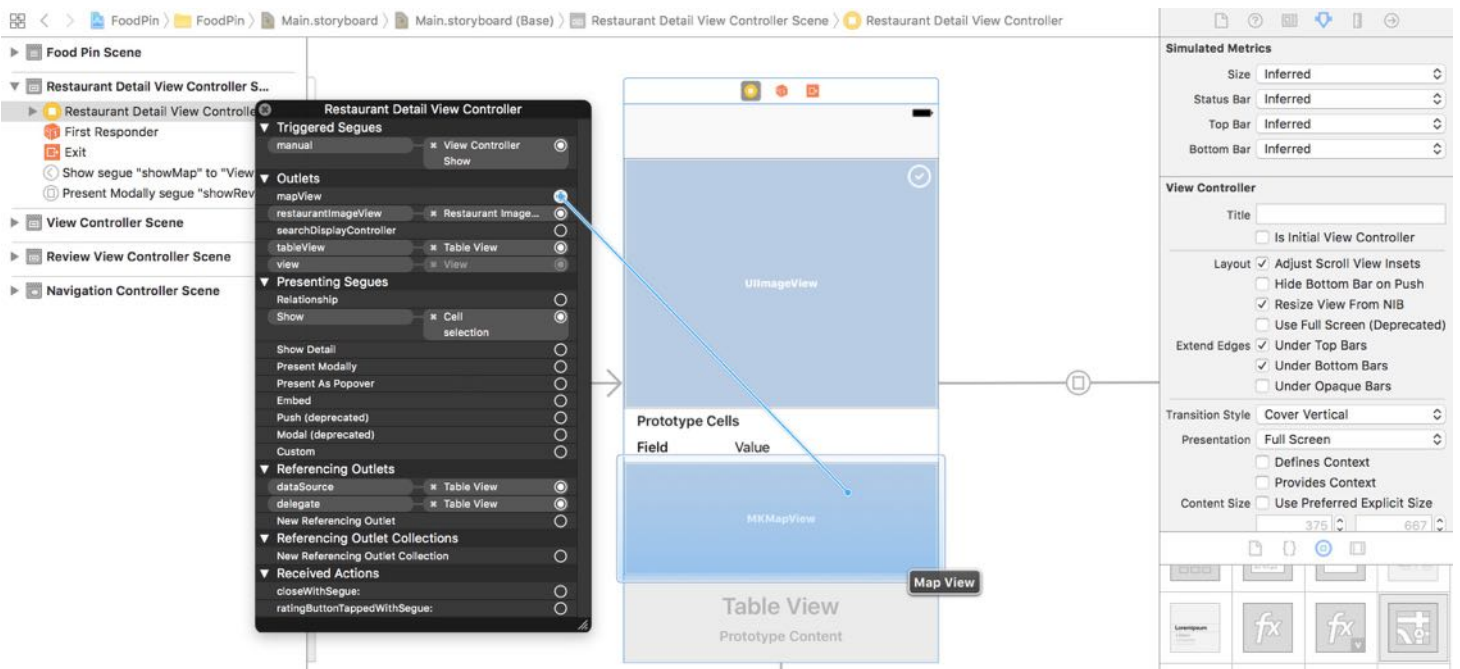 FoodPin FoodPin Main.storyboard Main.storyboard (Base) Restaurant Detail View Controller Scene Restaurant Detail View Controller
Food Pin Scene
Restaurant Detail View Controller S...
Restaurant Detail View Controlle
First Responder
Exit
Show segue "showMap" to "View
Present Modally segue "showRev
View Controller Scene
Review View Controller Scene
Navigation Controller Scene
Restaurant Detail View Controller
Triggered Segues
manual View Controller
Show
Outlets
mapView
restaurantImageView Restaurant Image...
searchDisplayController
tableView Table View
view View
Presenting Segues
Relationship
Show Cell
selection
Show Detail
Present Modally
Present As Popover
Embed
Push (deprecated)
Modal (deprecated)
Custom
Referencing Outlets
dataSource Table View
delegate Table View
New Referencing Outlet
Referencing Outlet Collections
New Referencing Outlet Collection
Received Actions
closeWithSegue:
ratingButtonTappedWithSegue:
UIImageView
Prototype Cells
Field Value
MKMapView
Map View
Table View
Prototype Content
Simulated Metrics
Size Inferred
Status Bar Inferred
Top Bar Inferred
Bottom Bar Inferred
View Controller
Title
Is Initial View Controller
Layout Adjust Scroll View Insets
Hide Bottom Bar on Push
Resize View From NIB
Use Full Screen (Deprecated)
Extend Edges Under Top Bars
Under Bottom Bars
Under Opaque Bars
Transition Style Cover Vertical
Presentation Full Screen
Defines Context
Provides Context
Content Size Use Preferred Explicit Size
375 667
{}
fx fx